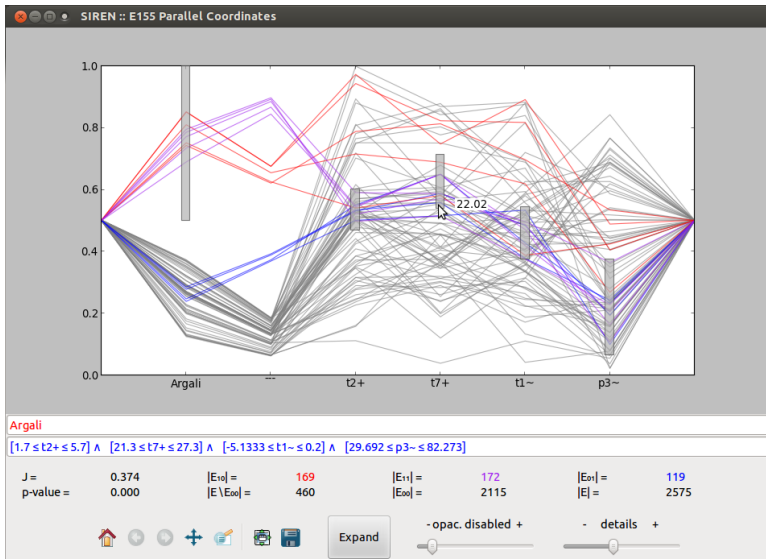 SIREN :: E155 Parallel Coordinates
1.0
0.8
0.6
22.02
0.4
0.2
0.0
Argali --- t2+ t7+ t1~ p3~
Argali
[1.7 ≤ t2+ ≤ 5.7] ∧ [21.3 ≤ t7+ ≤ 27.3] ∧ [-5.1333 ≤ t1~ ≤ 0.2] ∧ [29.692 ≤ p3~ ≤ 82.273]
J = 0.374 |E₁₀| = 169 |E₁₁| = 172 |E₀₁| = 119
p-value = 0.000 |E\E₀₀| = 460 |E₀₀| = 2115 |E| = 2575
Expand
- opac. disabled +
- details +